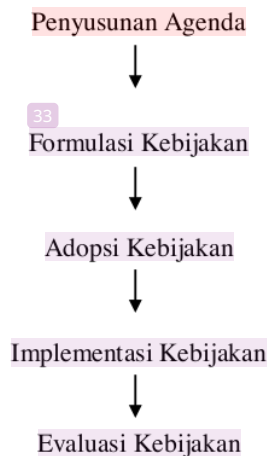 Penyusunan Agenda
33
Formulasi Kebijakan
Adopsi Kebijakan
Implementasi Kebijakan
Evaluasi Kebijakan